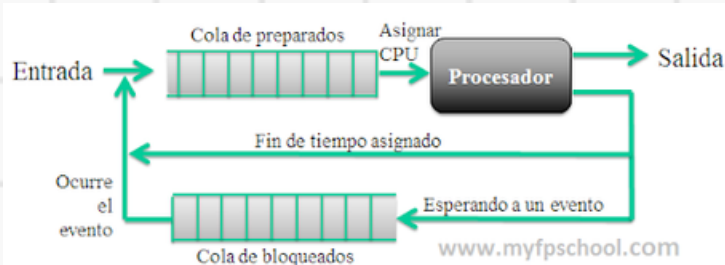 Cola de preparados
Asignar
CPU
Entrada
Procesador
Salida
Fin de tiempo asignado
Ocurre
el
evento
Esperando a un evento
Cola de bloqueados
www.myfpschool.com